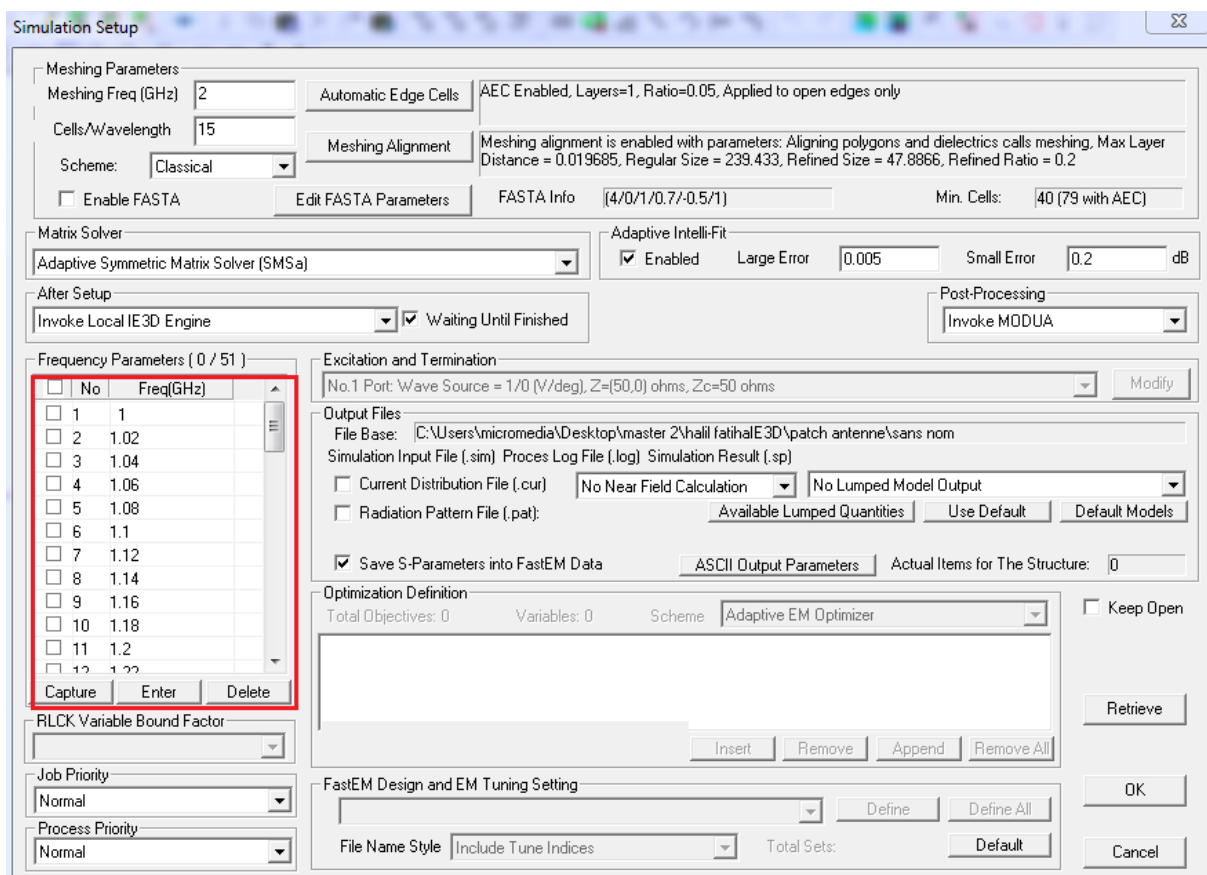 Simulation Setup
Meshing Parameters
Meshing Freq (GHz) 2
Automatic Edge Cells
AEC Enabled, Layers=1, Ratio=0.05, Applied to open edges only
Cells/Wavelength 15
Meshing Alignment
Meshing alignment is enabled with parameters: Aligning polygons and dielectrics calls meshing, Max Layer
Distance = 0.019685, Regular Size = 239.433, Refined Size = 47.8866, Refined Ratio = 0.2
Scheme: Classical
Enable FASTA Edit FASTA Parameters FASTA Info (4/0/1/0.7/-0.5/1) Min. Cells: 40 (79 with AEC)
Matrix Solver
Adaptive Symmetric Matrix Solver (SMSa)
Adaptive Intelli-Fit
Enabled Large Error 0.005 Small Error 0.2 dB
After Setup
Invoke Local IE3D Engine Waiting Until Finished
Post-Processing
Invoke MODUA
Frequency Parameters ( 0 / 51 )
No Freq(GHz)
1 1
2 1.02
3 1.04
4 1.06
5 1.08
6 1.1
7 1.12
8 1.14
9 1.16
10 1.18
11 1.2
12 1.22
Capture Enter Delete
Excitation and Termination
No.1 Port: Wave Source = 1/0 (V/deg), Z=(50,0) ohms, Zc=50 ohms Modify
Output Files
File Base: C:\Users\micromedia\Desktop\master 2\halil fatihaIE3D\patch antenne\sans nom
Simulation Input File (.sim) Proces Log File (.log) Simulation Result (.sp)
Current Distribution File (.cur) No Near Field Calculation No Lumped Model Output
Radiation Pattern File (.pat): Available Lumped Quantities Use Default Default Models
Save S-Parameters into FastEM Data ASCII Output Parameters Actual Items for The Structure: 0
Optimization Definition
Total Objectives: 0 Variables: 0 Scheme Adaptive EM Optimizer
Insert Remove Append Remove All
Keep Open
Retrieve
RLCK Variable Bound Factor
Job Priority
Normal
Process Priority
Normal
FastEM Design and EM Tuning Setting
Define Define All
File Name Style Include Tune Indices Total Sets: Default
OK
Cancel